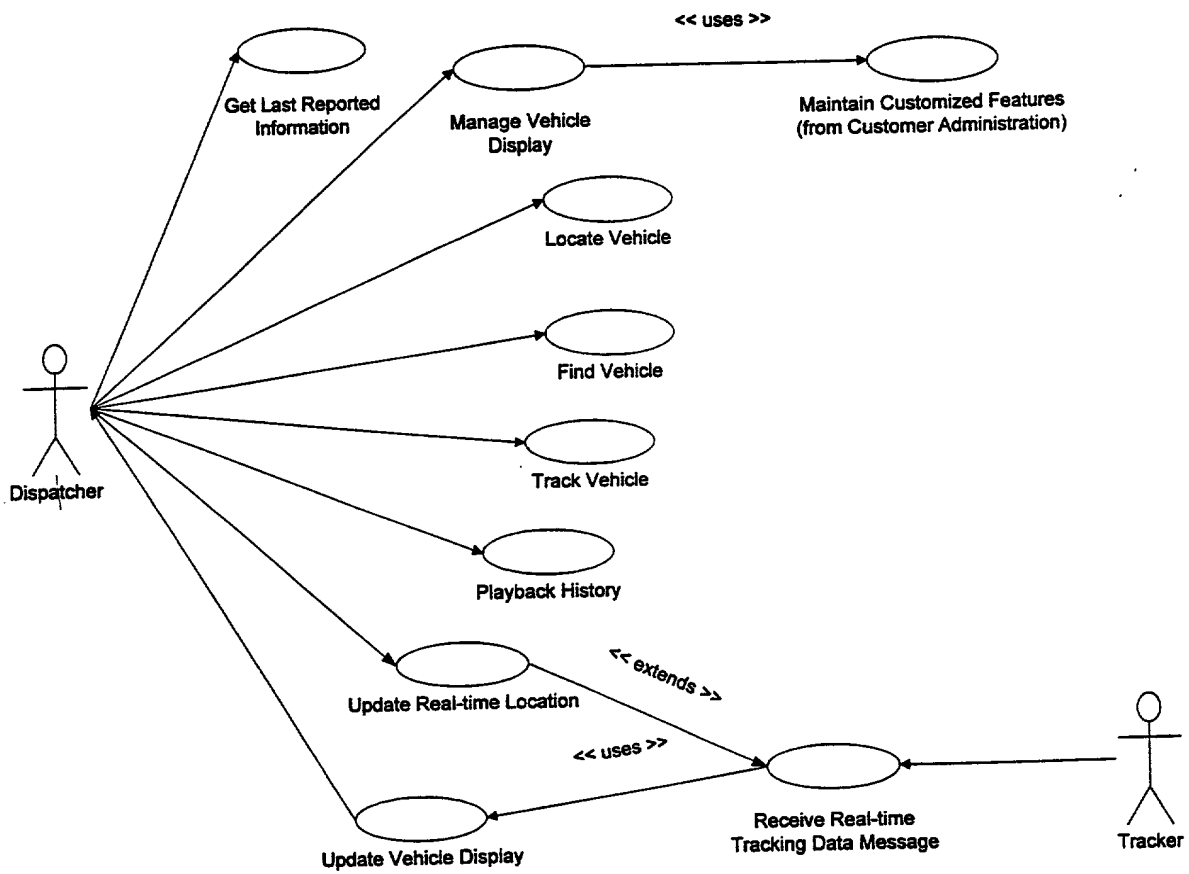 << uses >>
Get Last Reported
Information
Manage Vehicle
Display
Maintain Customized Features
(from Customer Administration)
Locate Vehicle
Find Vehicle
Track Vehicle
Dispatcher
Playback History
Update Real-time Location
<< extends >>
<< uses >>
Receive Real-time
Tracking Data Message
Tracker
Update Vehicle Display